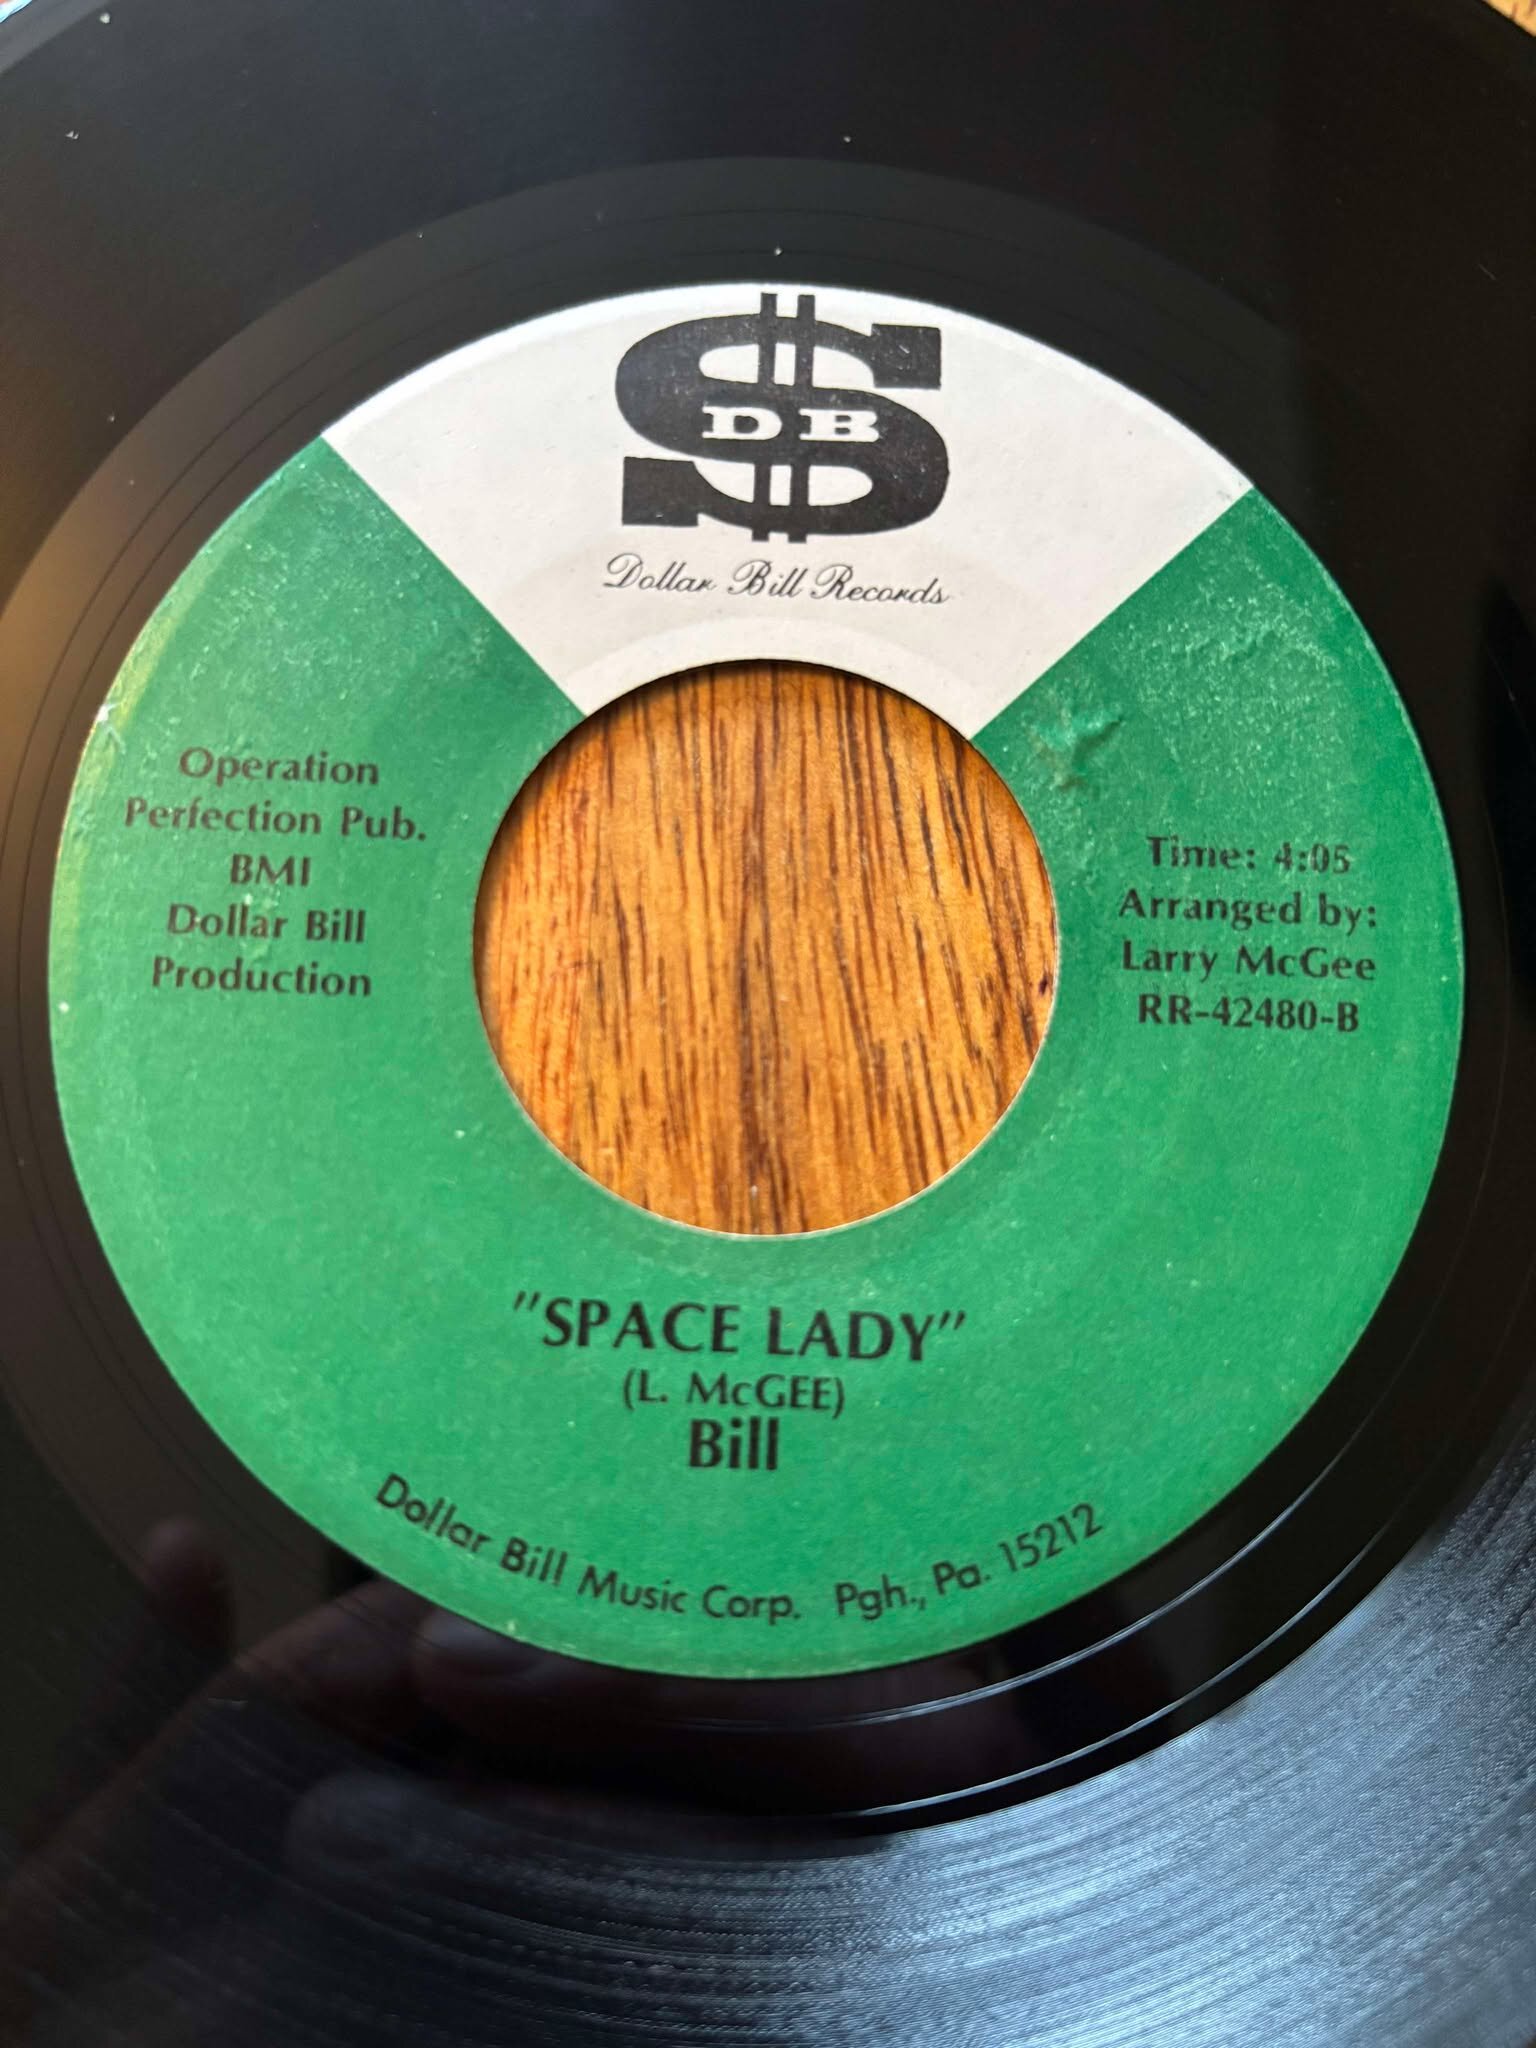 DB
Dollar Bill Records
Operation
Perfection Pub.
BMI
Dollar Bill
Production
Time: 4:05
Arranged by:
Larry McGee
RR-42480-B
"SPACE LADY"
(L. McGEE)
Bill
Dollar Bill Music Corp. Pgh., Pa. 15212